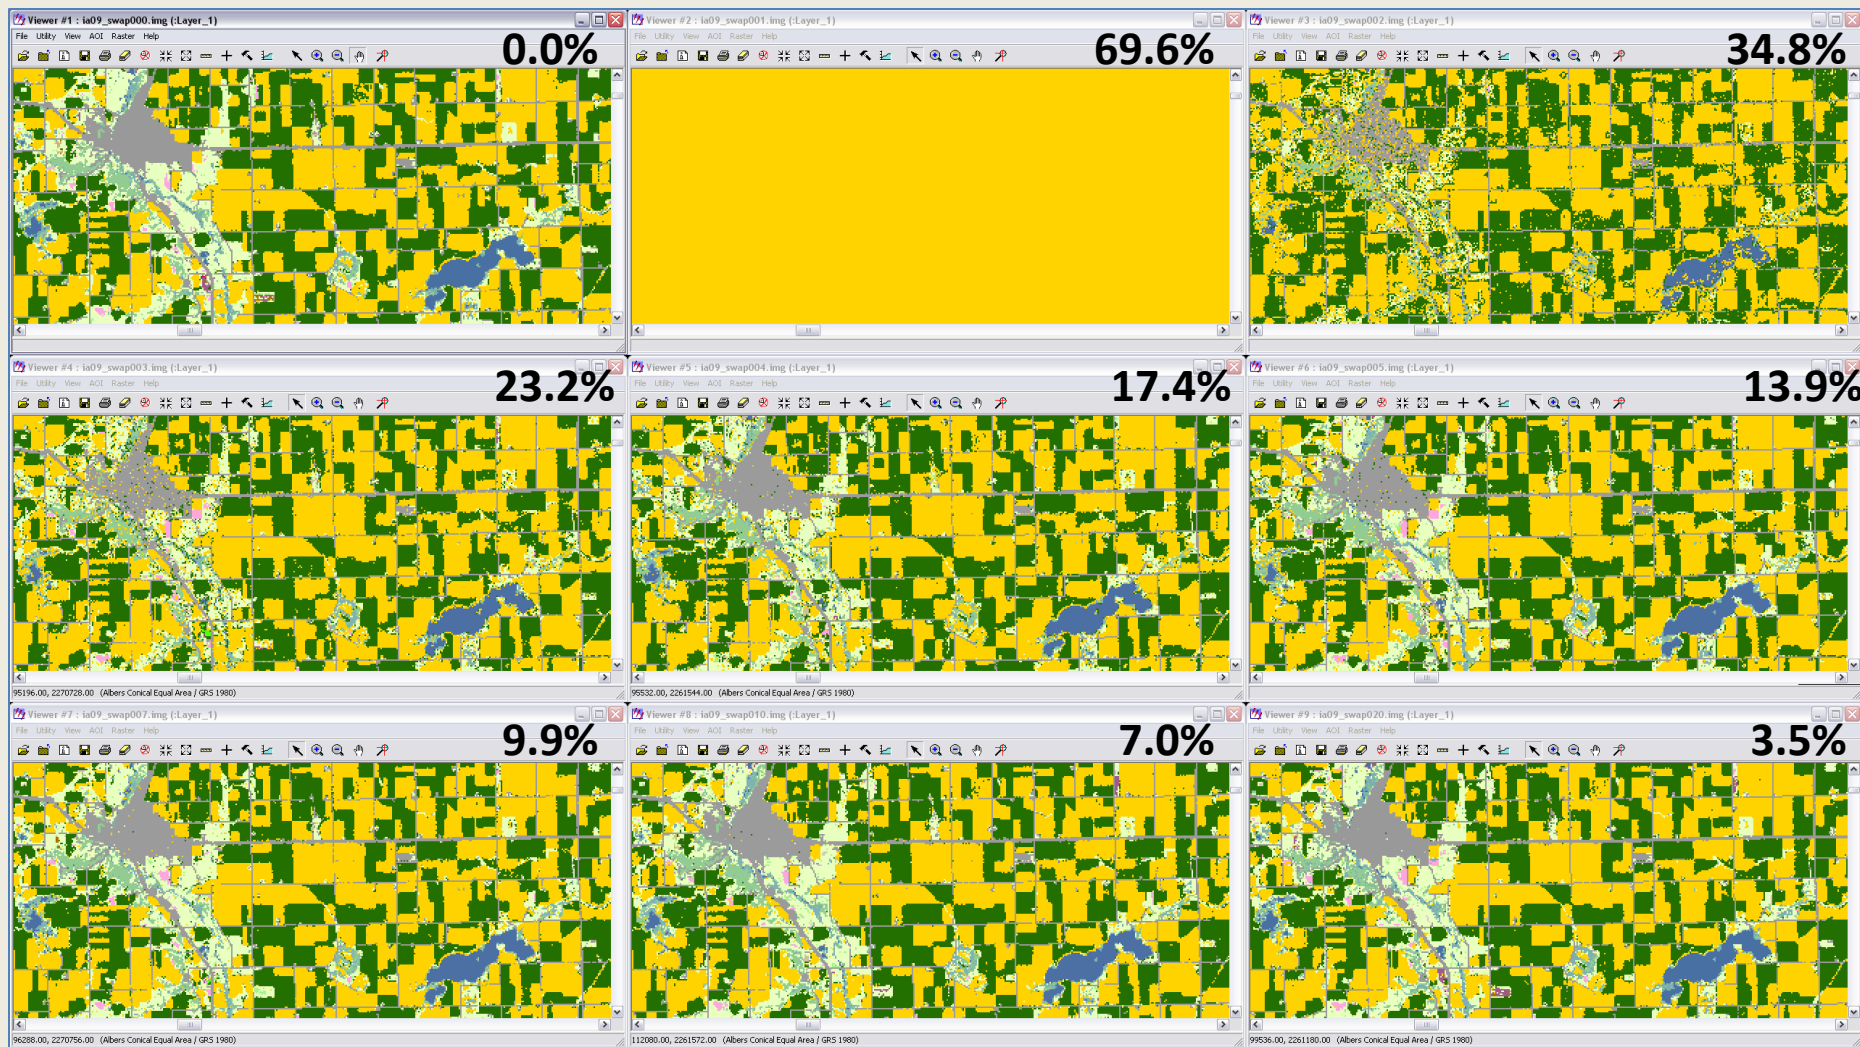 Viewer #1 : ia09_swap000.img (:Layer_1)
File Utility View AOI Raster Help
0.0%
Viewer #2 : ia09_swap001.img (:Layer_1)
File Utility View AOI Raster Help
69.6%
Viewer #3 : ia09_swap002.img (:Layer_1)
File Utility View AOI Raster Help
34.8%
Viewer #4 : ia09_swap003.img (:Layer_1)
File Utility View AOI Raster Help
23.2%
95196.00, 2270728.00 (Albers Conical Equal Area / GRS 1980)
Viewer #5 : ia09_swap004.img (:Layer_1)
File Utility View AOI Raster Help
17.4%
95532.00, 2261544.00 (Albers Conical Equal Area / GRS 1980)
Viewer #6 : ia09_swap005.img (:Layer_1)
File Utility View AOI Raster Help
13.9%
Viewer #7 : ia09_swap007.img (:Layer_1)
File Utility View AOI Raster Help
9.9%
96288.00, 2270756.00 (Albers Conical Equal Area / GRS 1980)
Viewer #8 : ia09_swap010.img (:Layer_1)
File Utility View AOI Raster Help
7.0%
112080.00, 2261572.00 (Albers Conical Equal Area / GRS 1980)
Viewer #9 : ia09_swap020.img (:Layer_1)
File Utility View AOI Raster Help
3.5%
99536.00, 2261180.00 (Albers Conical Equal Area / GRS 1980)